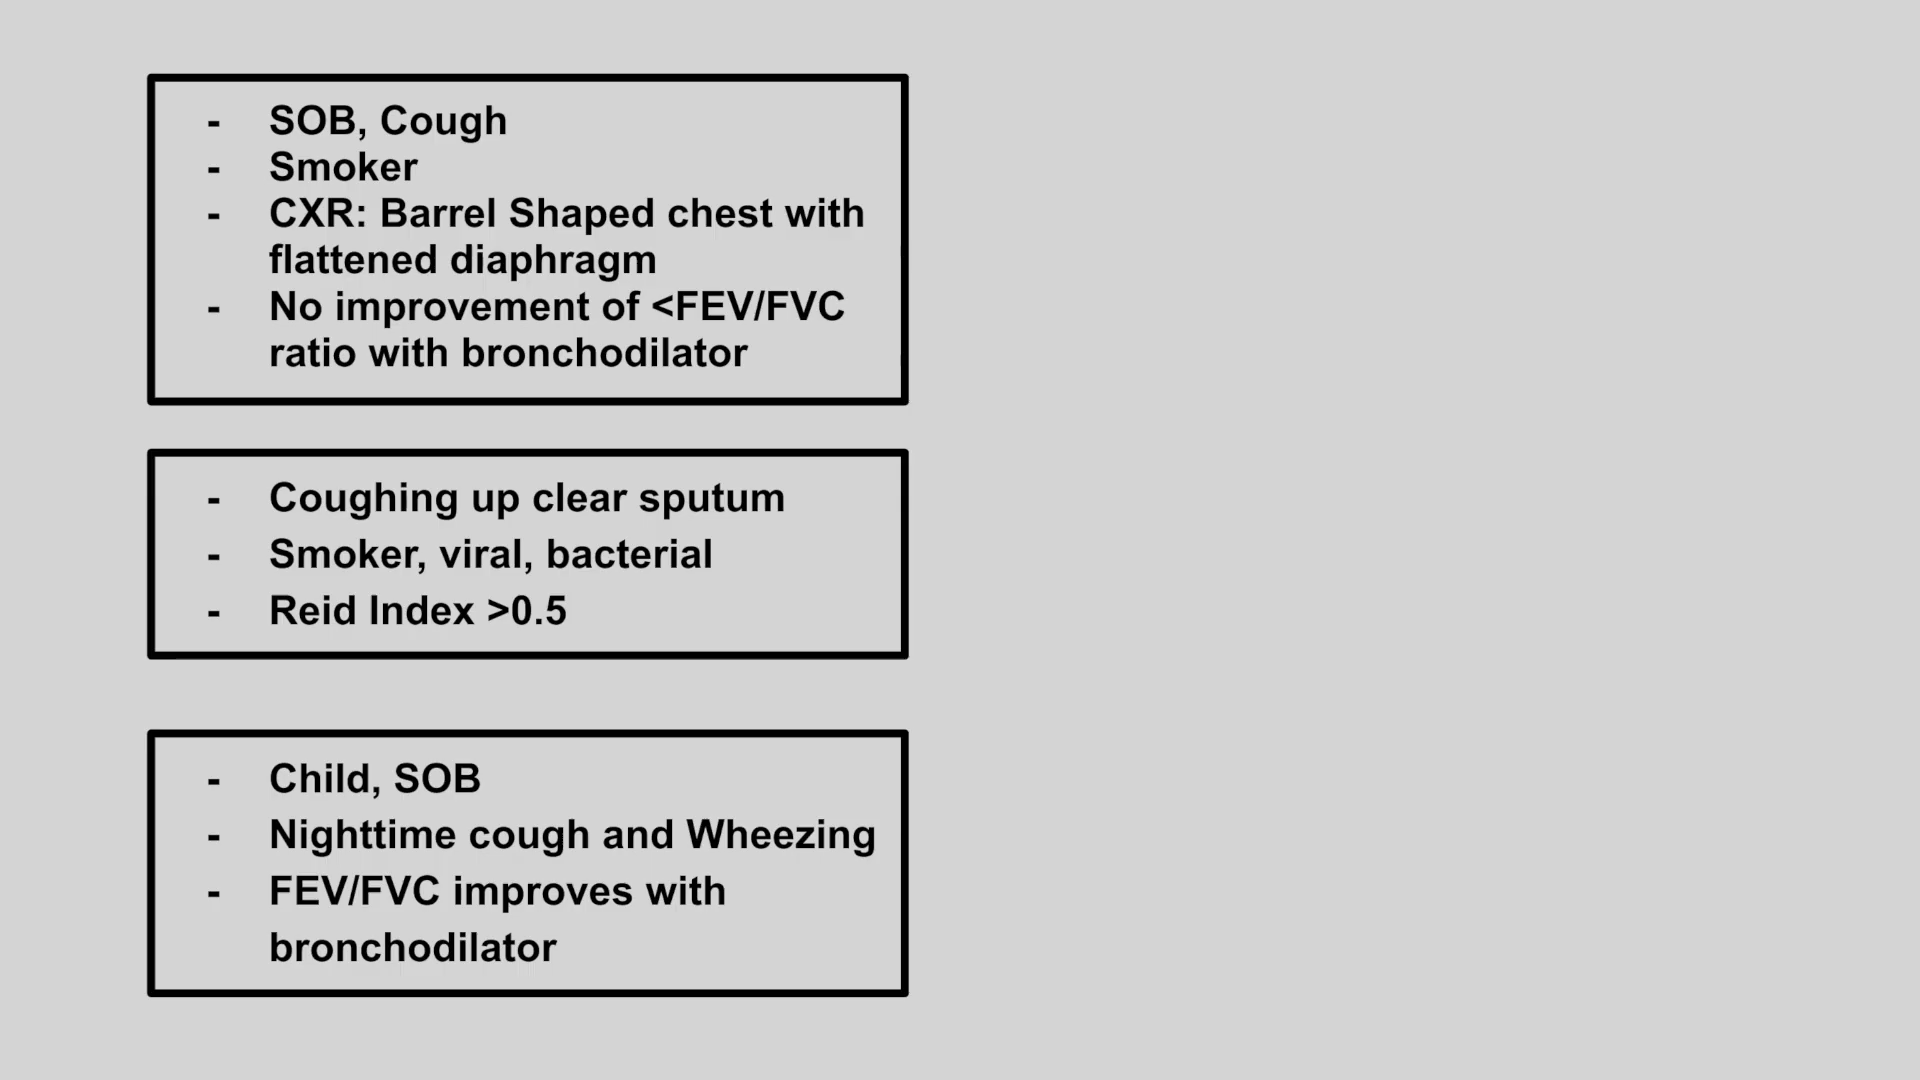 - SOB, Cough
- Smoker
- CXR: Barrel Shaped chest with
flattened diaphragm
- No improvement of <FEV/FVC
ratio with bronchodilator
- Coughing up clear sputum
- Smoker, viral, bacterial
- Reid Index >0.5
- Child, SOB
- Nighttime cough and Wheezing
- FEV/FVC improves with
bronchodilator